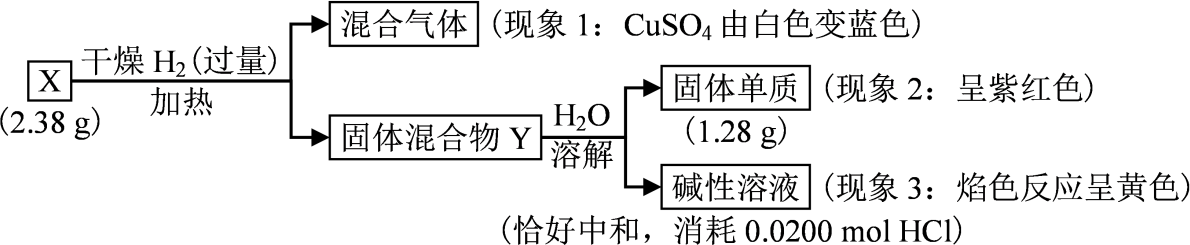 混合气体 (现象 1：CuSO₄ 由白色变蓝色)
X 干燥 H₂(过量)
加热
(2.38 g)
固体混合物 Y H₂O
溶解
固体单质 (现象 2：呈紫红色)
(1.28 g)
碱性溶液 (现象 3：焰色反应呈黄色)
(恰好中和，消耗 0.0200 mol HCl)